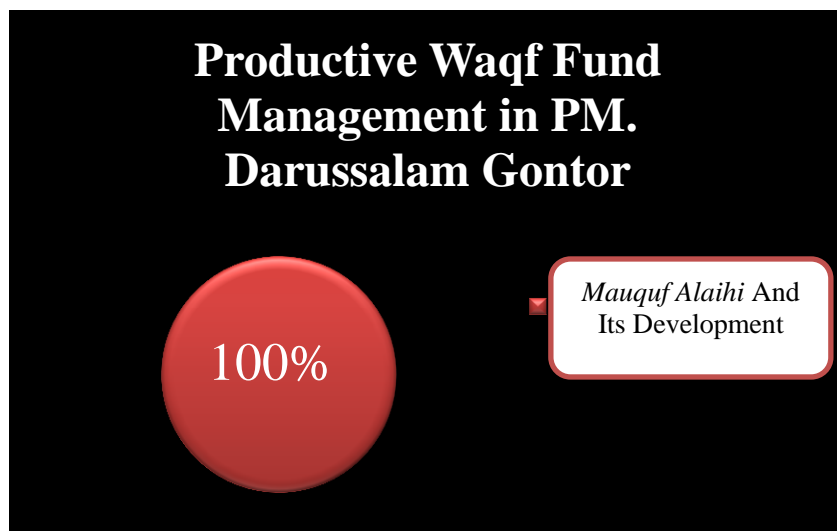 Productive Waqf Fund
Management in PM.
Darussalam Gontor
100%
Mauquf Alaihi And
Its Development